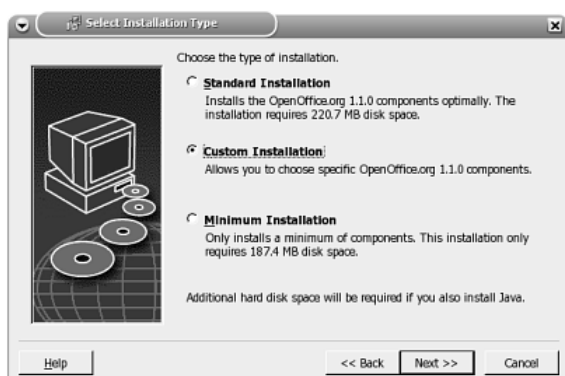 Select Installation Type
Choose the type of installation.
Standard Installation
Installs the OpenOffice.org 1.1.0 components optimally. The
installation requires 220.7 MB disk space.
Custom Installation
Allows you to choose specific OpenOffice.org 1.1.0 components.
Minimum Installation
Only installs a minimum of components. This installation only
requires 187.4 MB disk space.
Additional hard disk space will be required if you also install Java.
Help
<< Back
Next >>
Cancel